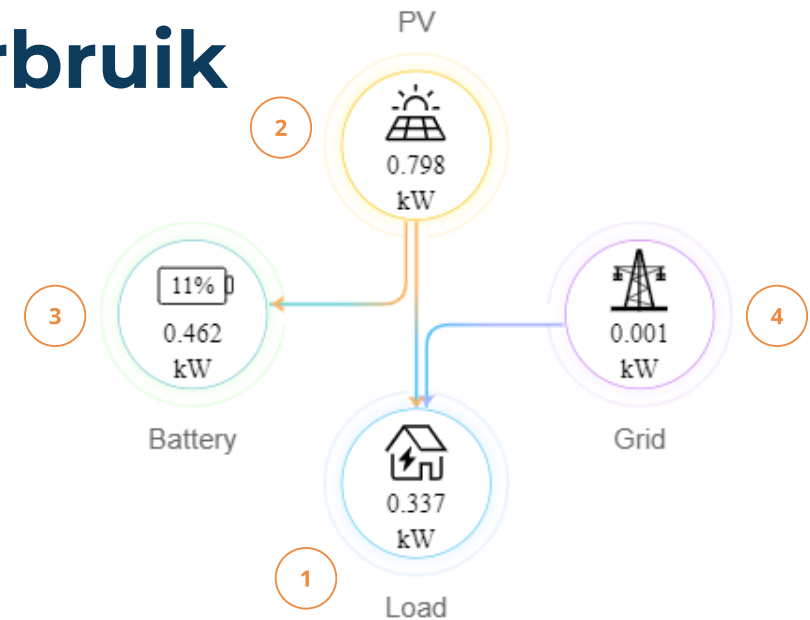 PV
rbruik
2
0.798
kW
11%
3
0.462
kW
0.001
kW
4
Battery
Grid
0.337
kW
1
Load